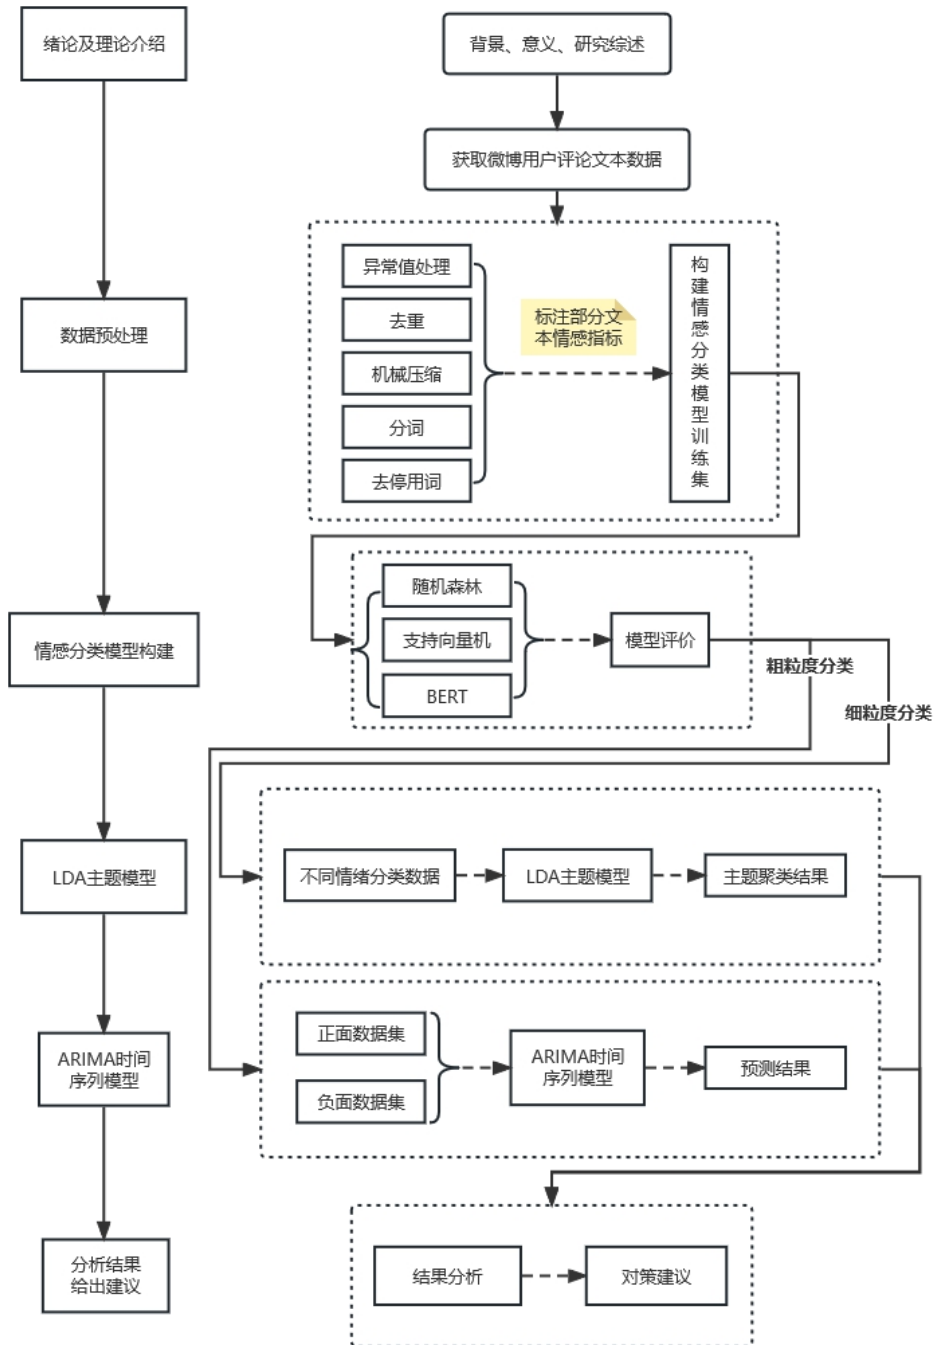 绪论及理论介绍
背景、意义、研究综述
获取微博用户评论文本数据
数据预处理
异常值处理
去重
机械压缩
分词
去停用词
标注部分文
本情感指标
构
建
情
感
分
类
模
型
训
练
集
情感分类模型构建
随机森林
支持向量机
BERT
模型评价
粗粒度分类
细粒度分类
LDA主题模型
不同情绪分类数据
LDA主题模型
主题聚类结果
ARIMA时间
序列模型
正面数据集
负面数据集
ARIMA时间
序列模型
预测结果
分析结果
给出建议
结果分析
对策建议